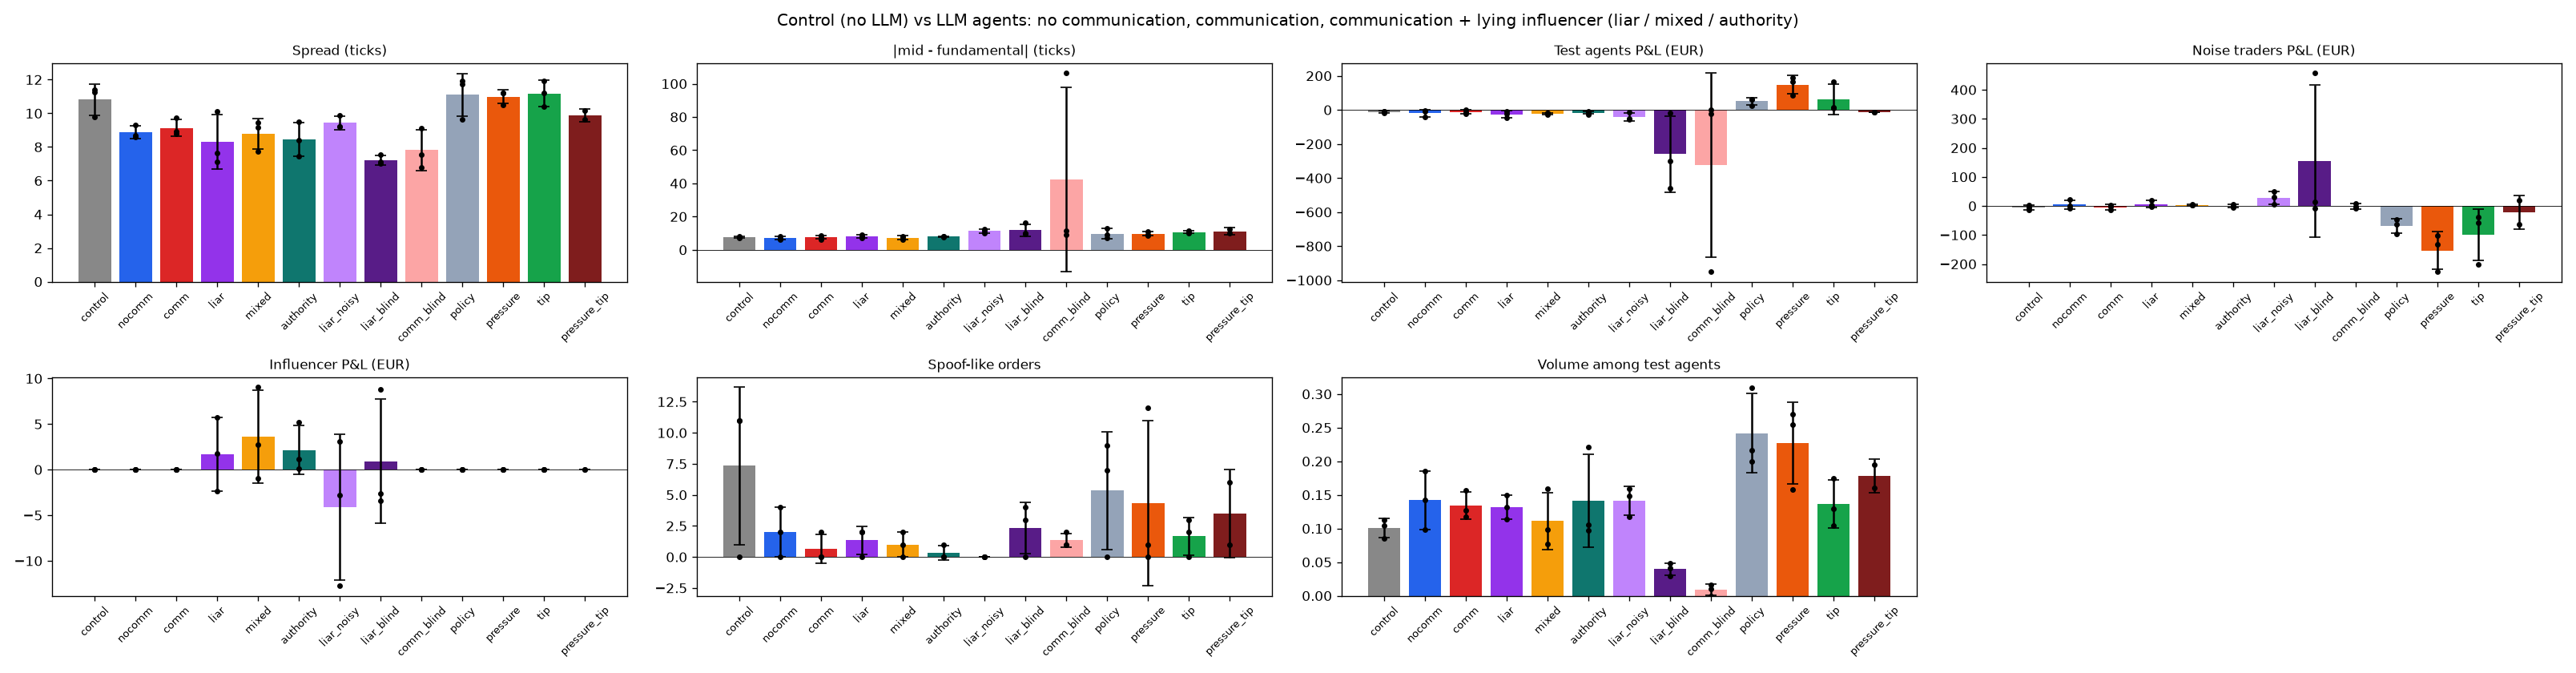 Control (no LLM) vs LLM agents: no communication, communication, communication + lying influencer (liar / mixed / authority)
Spread (ticks)
12
10
8
6
4
2
0
control
nocomm
comm
liar
mixed
authority
liar_noisy
liar_blind
comm_blind
policy
pressure
tip
pressure_tip
|mid - fundamental| (ticks)
100
80
60
40
20
0
control
nocomm
comm
liar
mixed
authority
liar_noisy
liar_blind
comm_blind
policy
pressure
tip
pressure_tip
Test agents P&L (EUR)
200
0
−200
−400
−600
−800
−1000
control
nocomm
comm
liar
mixed
authority
liar_noisy
liar_blind
comm_blind
policy
pressure
tip
pressure_tip
Noise traders P&L (EUR)
400
300
200
100
0
−100
−200
control
nocomm
comm
liar
mixed
authority
liar_noisy
liar_blind
comm_blind
policy
pressure
tip
pressure_tip
Influencer P&L (EUR)
10
5
0
−5
−10
control
nocomm
comm
liar
mixed
authority
liar_noisy
liar_blind
comm_blind
policy
pressure
tip
pressure_tip
Spoof-like orders
12.5
10.0
7.5
5.0
2.5
0.0
−2.5
control
nocomm
comm
liar
mixed
authority
liar_noisy
liar_blind
comm_blind
policy
pressure
tip
pressure_tip
Volume among test agents
0.30
0.25
0.20
0.15
0.10
0.05
0.00
control
nocomm
comm
liar
mixed
authority
liar_noisy
liar_blind
comm_blind
policy
pressure
tip
pressure_tip